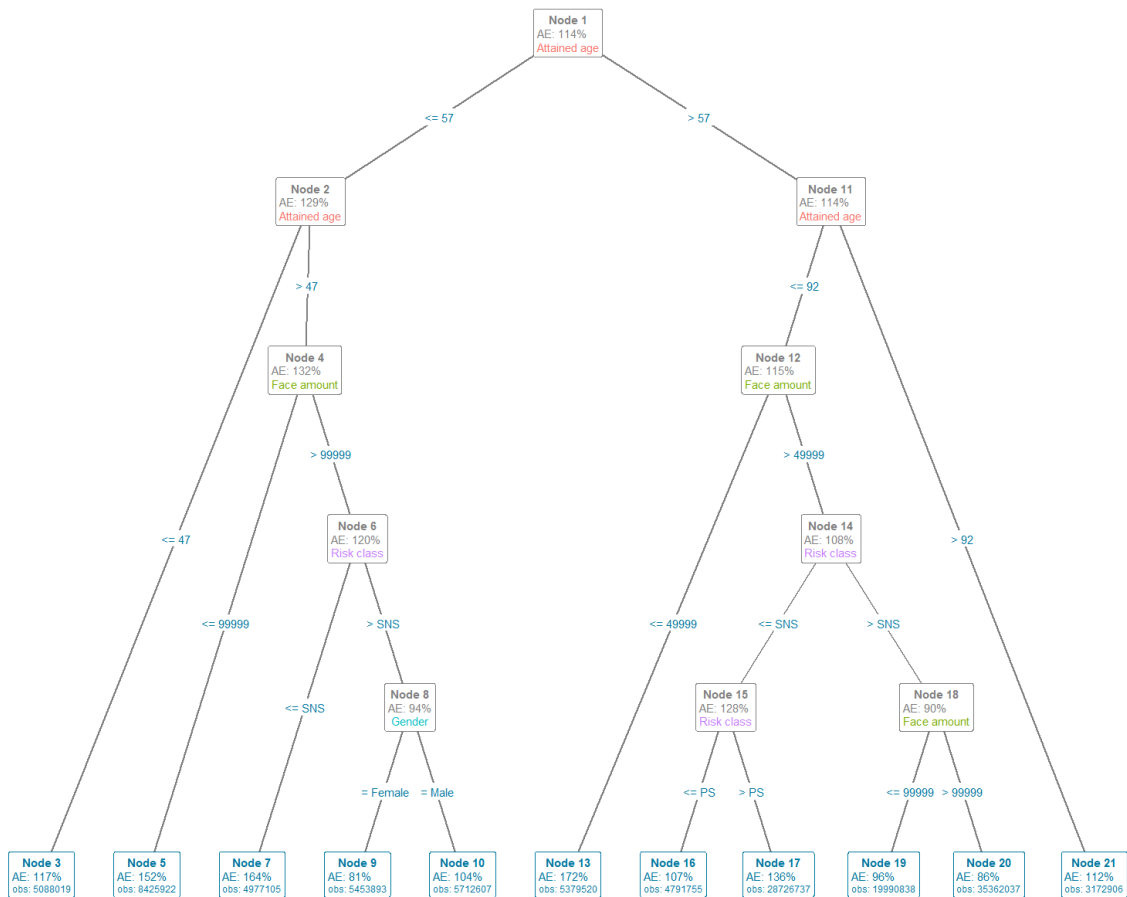 Node 1
AE: 114%
Attained age
<= 57
> 57
Node 2
AE: 129%
Attained age
Node 11
AE: 114%
Attained age
> 47
<= 92
Node 4
AE: 132%
Face amount
Node 12
AE: 115%
Face amount
> 99999
> 49999
Node 6
AE: 120%
Risk class
Node 14
AE: 108%
Risk class
<= 47
> 92
<= 99999
> SNS
<= 49999
<= SNS
> SNS
Node 8
AE: 94%
Gender
Node 15
AE: 128%
Risk class
Node 18
AE: 90%
Face amount
<= SNS
= Female
= Male
<= PS
> PS
<= 99999
> 99999
Node 3
AE: 117%
obs: 5088019
Node 5
AE: 152%
obs: 8425922
Node 7
AE: 164%
obs: 4977105
Node 9
AE: 81%
obs: 5453893
Node 10
AE: 104%
obs: 5712607
Node 13
AE: 172%
obs: 5379520
Node 16
AE: 107%
obs: 4791755
Node 17
AE: 136%
obs: 28726737
Node 19
AE: 96%
obs: 19990838
Node 20
AE: 86%
obs: 35362037
Node 21
AE: 112%
obs: 3172906